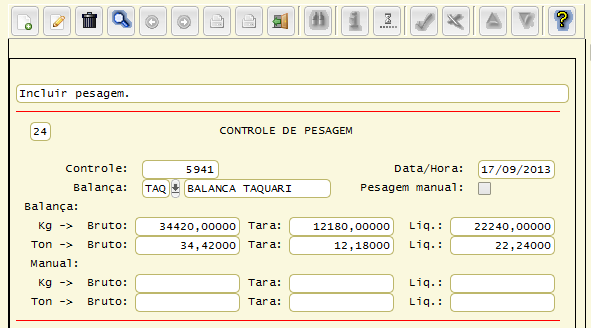 Incluir pesagem.
24 CONTROLE DE PESAGEM
Controle: 5941 Data/Hora: 17/09/2013
Balança: TAQ BALANCA TAQUARI Pesagem manual:
Balança:
Kg -> Bruto: 34420,00000 Tara: 12180,00000 Liq.: 22240,00000
Ton -> Bruto: 34,42000 Tara: 12,18000 Liq.: 22,24000
Manual:
Kg -> Bruto: Tara: Liq.:
Ton -> Bruto: Tara: Liq.: